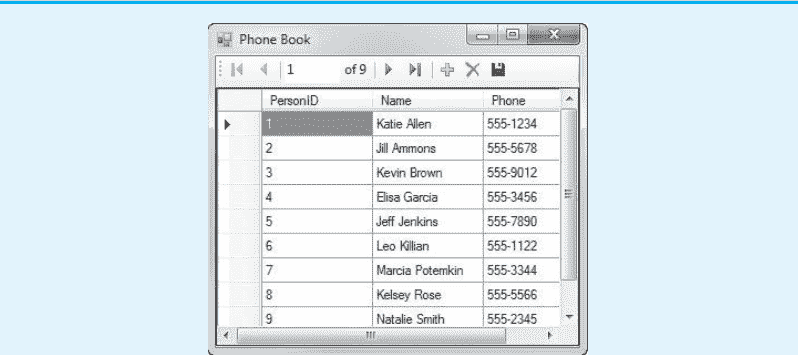 Phone Book
1 of 9
PersonID Name Phone
1 Katie Allen 555-1234
2 Jill Ammons 555-5678
3 Kevin Brown 555-9012
4 Elisa Garcia 555-3456
5 Jeff Jenkins 555-7890
6 Leo Killian 555-1122
7 Marcia Potemkin 555-3344
8 Kelsey Rose 555-5566
9 Natalie Smith 555-2345